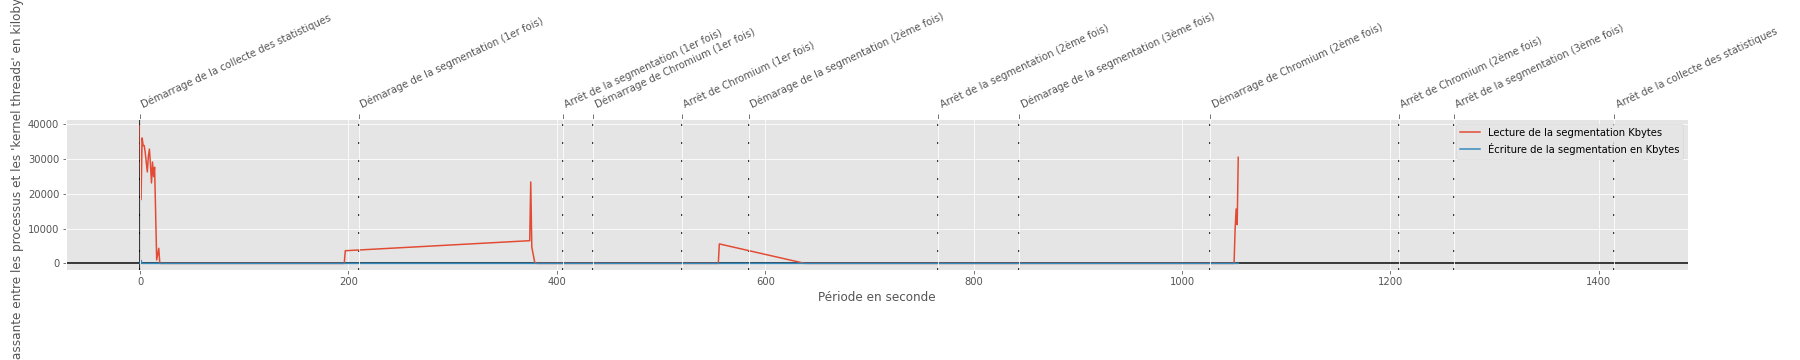 Démarrage de la collecte des statistiques
Démarage de la segmentation (1er fois)
Arrêt de la segmentation (1er fois)
Démarrage de Chromium (1er fois)
Arrêt de Chromium (1er fois)
Démarage de la segmentation (2ème fois)
Arrêt de la segmentation (2ème fois)
Démarage de la segmentation (3ème fois)
Démarrage de Chromium (2ème fois)
Arrêt de Chromium (2ème fois)
Arrêt de la segmentation (3ème fois)
Arrêt de la collecte des statistiques
assante entre les processus et les 'kernel threads' en kiloby
40000
30000
20000
10000
0
Lecture de la segmentation Kbytes
Écriture de la segmentation en Kbytes
0 200 400 600 800 1000 1200 1400
Période en seconde